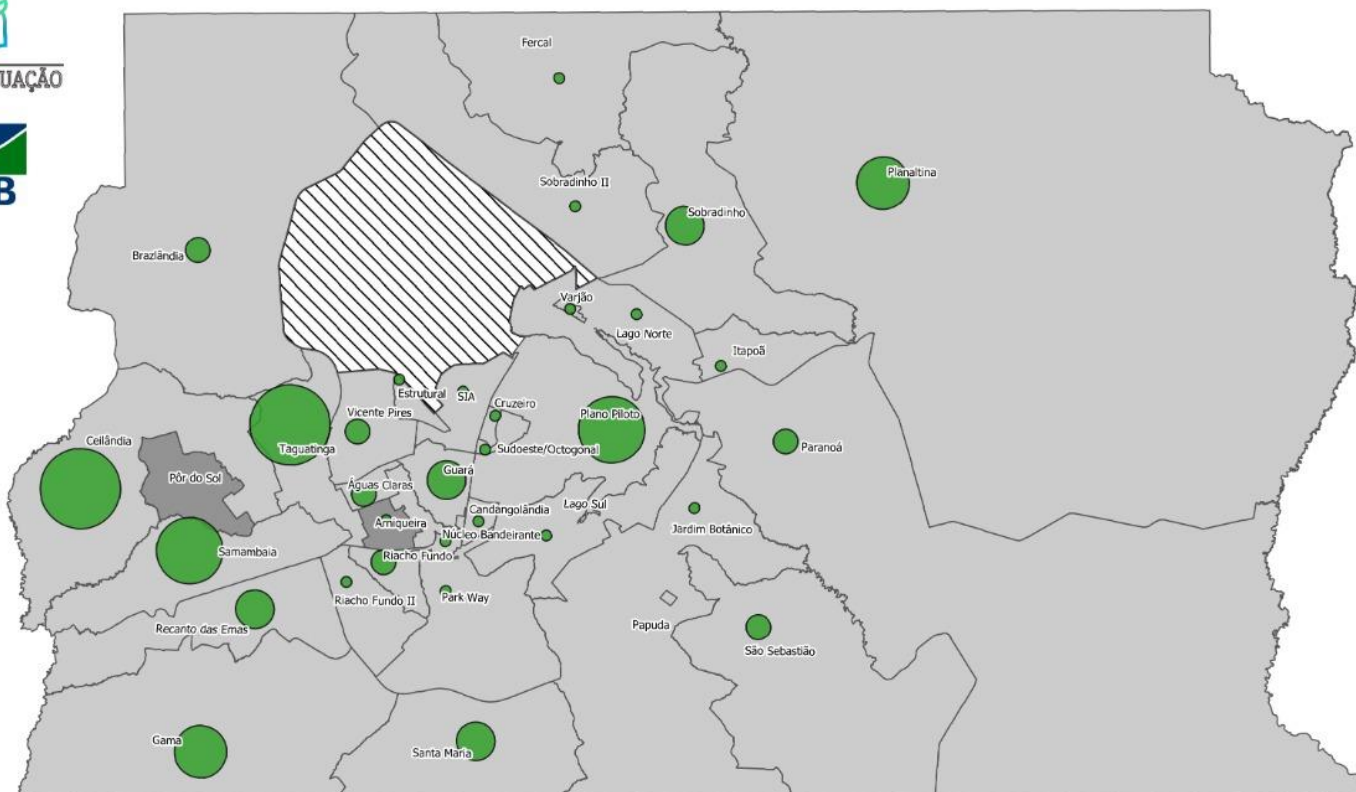 UAÇÃO
B
Fercal
Planaltina
Sobradinho II
Sobradinho
Brazlândia
Varjão
Lago Norte
Itapoã
Estrutural
SIA
Cruzeiro
Vicente Pires
Plano Piloto
Ceilândia
Taguatinga
Sudoeste/Octogonal
Paranoá
Guará
Pôr do Sol
Águas Claras
Lago Sul
Candangolândia
Arniqueira
Jardim Botânico
Núcleo Bandeirante
Samambaia
Riacho Fundo
Riacho Fundo II
Park Way
Recanto das Emas
Papuda
São Sebastião
Gama
Santa Maria